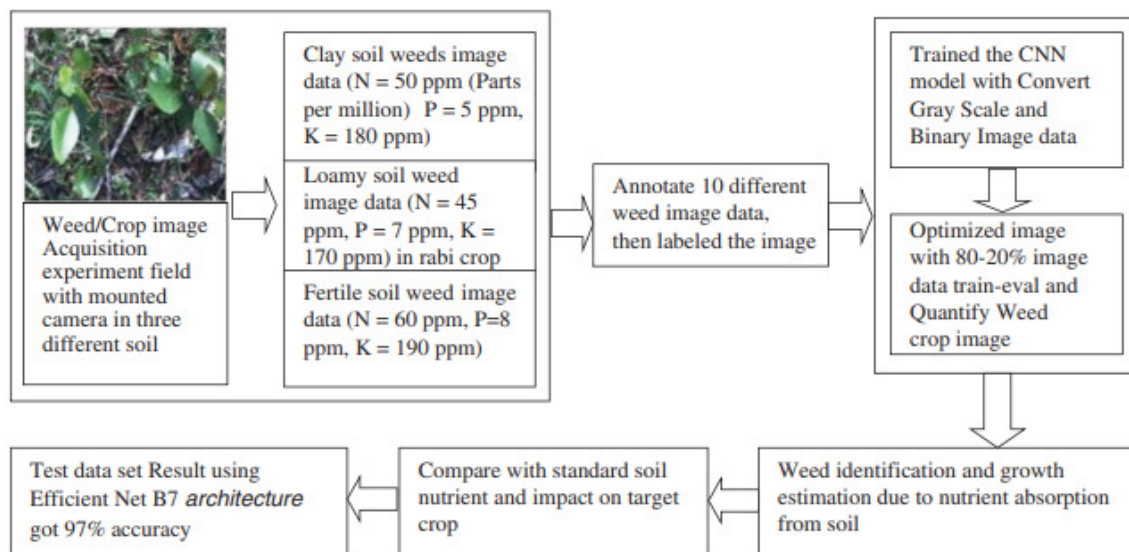 Weed/Crop image
Acquisition
experiment field
with mounted
camera in three
different soil
Clay soil weeds image
data (N = 50 ppm (Parts
per million) P = 5 ppm,
K = 180 ppm)
Loamy soil weed
image data (N = 45
ppm, P = 7 ppm, K =
170 ppm) in rabi crop
Fertile soil weed image
data (N = 60 ppm, P=8
ppm, K = 190 ppm)
Annotate 10 different
weed image data,
then labeled the image
Trained the CNN
model with Convert
Gray Scale and
Binary Image data
Optimized image
with 80-20% image
data train-eval and
Quantify Weed
crop image
Weed identification and growth
estimation due to nutrient absorption
from soil
Compare with standard soil
nutrient and impact on target
crop
Test data set Result using
Efficient Net B7 architecture
got 97% accuracy